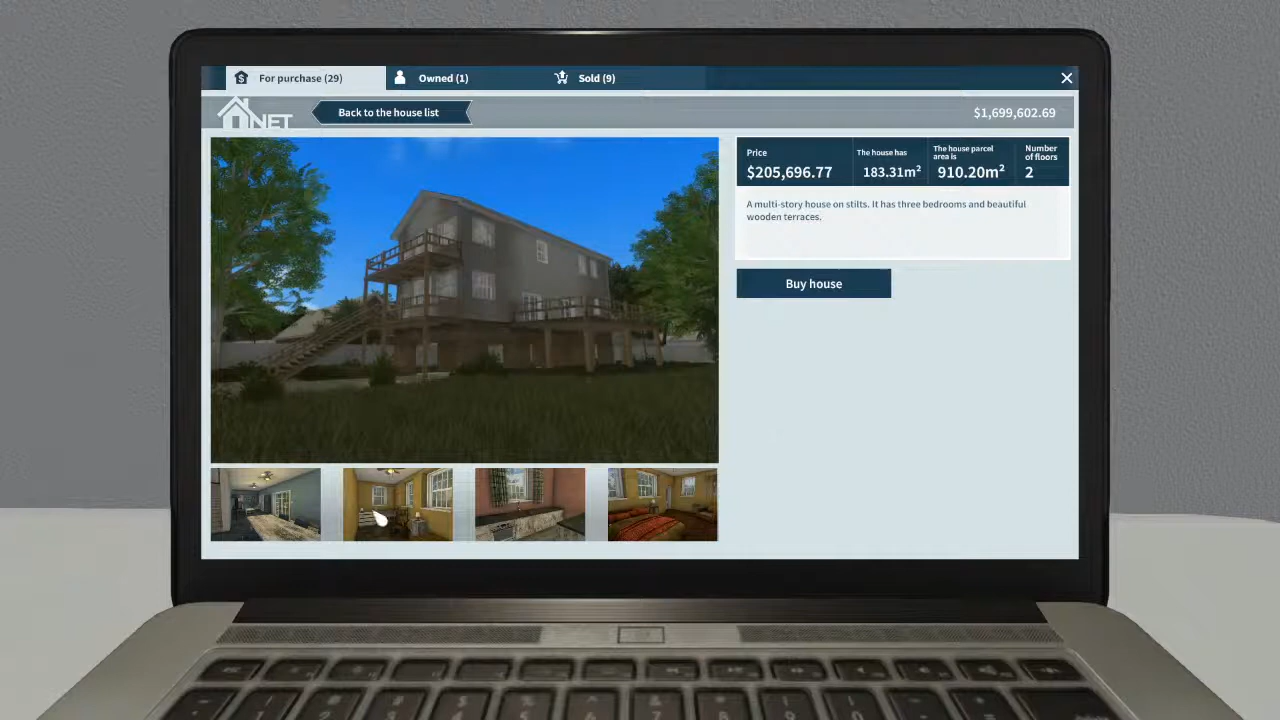 For purchase (29)
Owned (1)
Sold (9)
NET
Back to the house list
$1,699,602.69
Price
$205,696.77
The house has
183.31m²
The house parcel
area is
910.20m²
Number
of floors
2
A multi-story house on stilts. It has three bedrooms and beautiful
wooden terraces.
Buy house